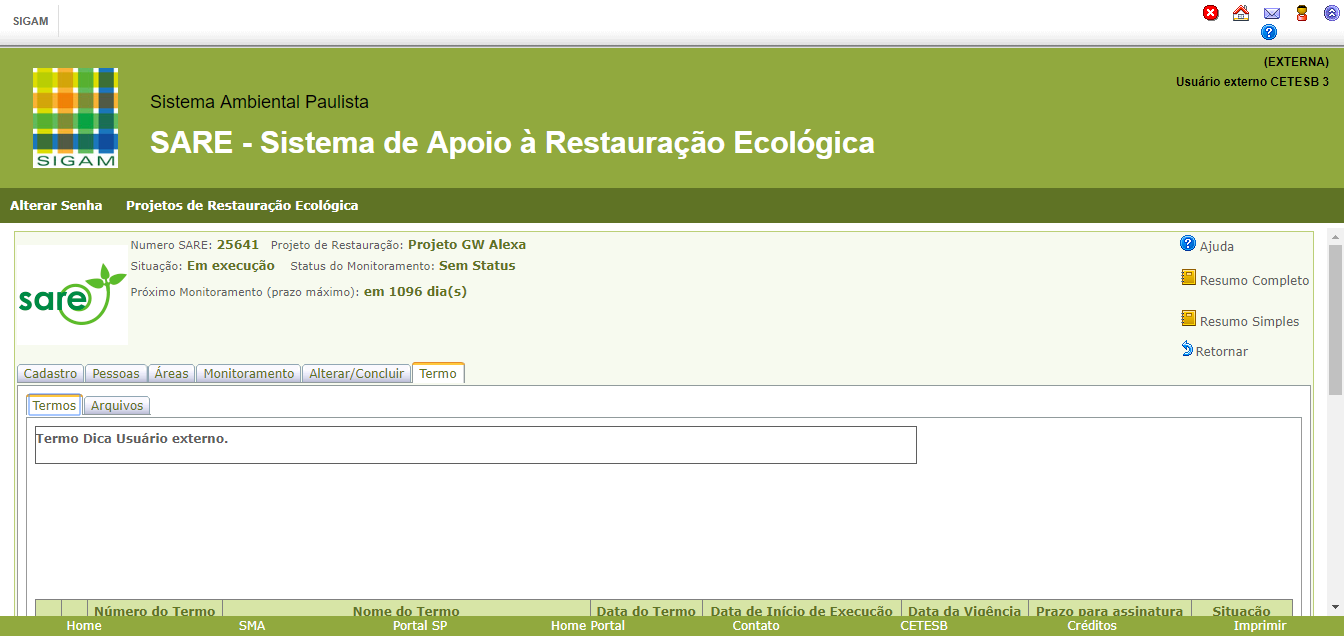 SIGAM
(EXTERNA)
Usuário externo CETESB 3
Sistema Ambiental Paulista
SARE - Sistema de Apoio à Restauração Ecológica
SIGAM
Alterar Senha Projetos de Restauração Ecológica
sare
Numero SARE: 25641 Projeto de Restauração: Projeto GW Alexa
Situação: Em execução Status do Monitoramento: Sem Status
Próximo Monitoramento (prazo máximo): em 1096 dia(s)
Ajuda
Resumo Completo
Resumo Simples
Retornar
Cadastro Pessoas Áreas Monitoramento Alterar/Concluir Termo
Termos Arquivos
Termo Dica Usuário externo.
Número do Termo Nome do Termo Data do Termo Data de Início de Execução Data da Vigência Prazo para assinatura Situação
Home SMA Portal SP Home Portal Contato CETESB Créditos Imprimir